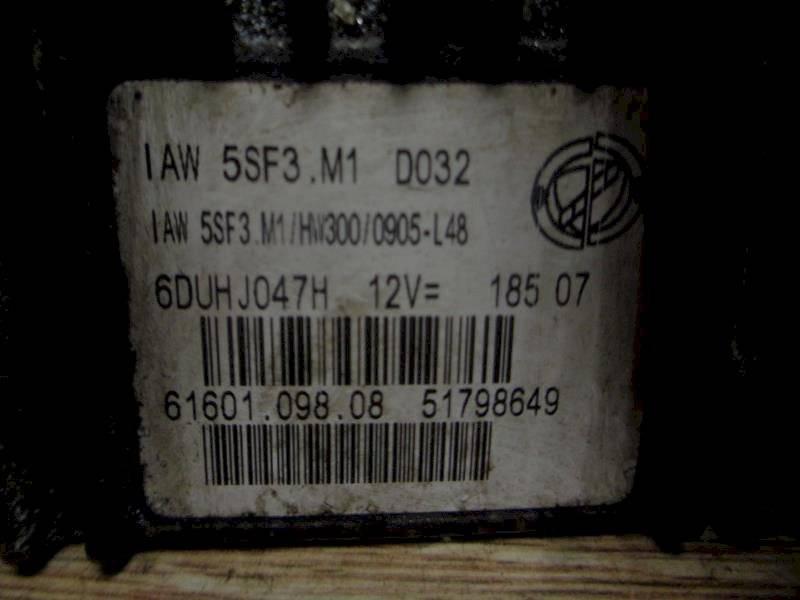 IAW 5SF3.M1 D032
IAW 5SF3.M1/HW300/0905-L48
6DUHJ047H 12V= 185 07
61601.098.08 51798649